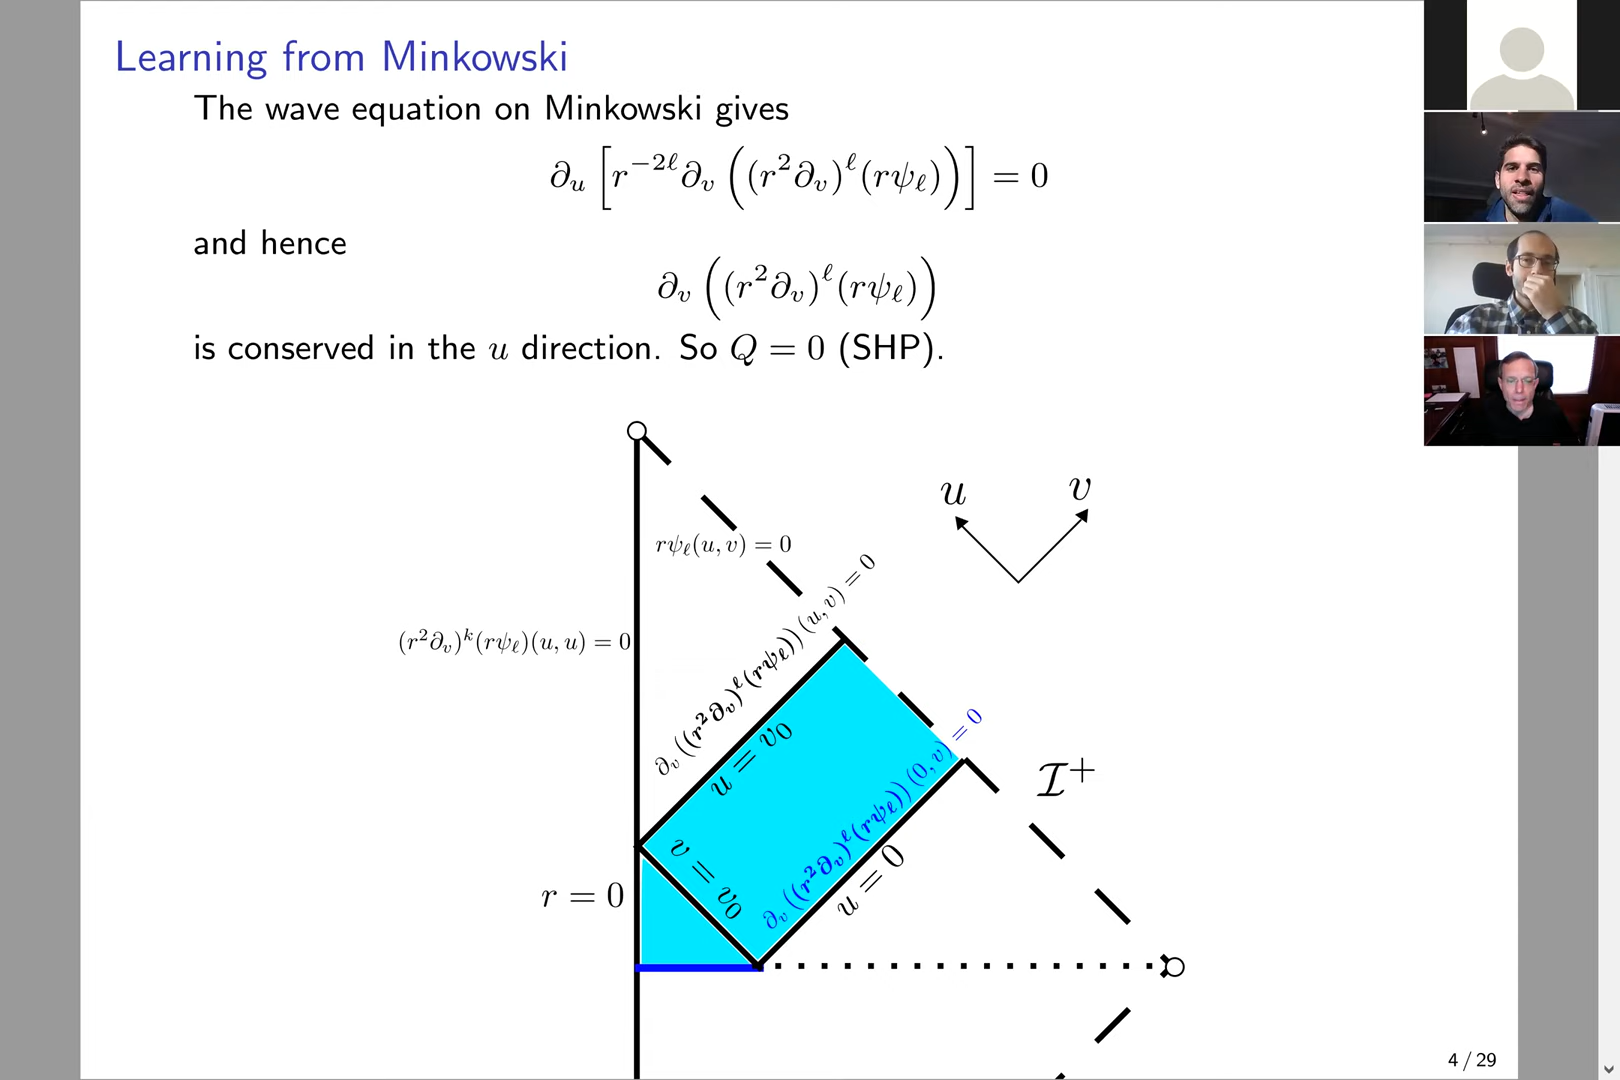 Learning from Minkowski
The wave equation on Minkowski gives
∂_u [r^{−2ℓ}∂_v ((r²∂_v)^ℓ(rψ_ℓ))] = 0
and hence
∂_v ((r²∂_v)^ℓ(rψ_ℓ))
is conserved in the u direction. So Q = 0 (SHP).
u v
rψ_ℓ(u, v) = 0
(r²∂_v)^k(rψ_ℓ)(u, u) = 0
∂_v ((r²∂_v)^ℓ(rψ_ℓ)) (u, v) = 0
u = v₀
∂_v ((r²∂_v)^ℓ(rψ_ℓ)) (0, v) = 0
u = 0
v = v₀
ℐ⁺
r = 0
4 / 29